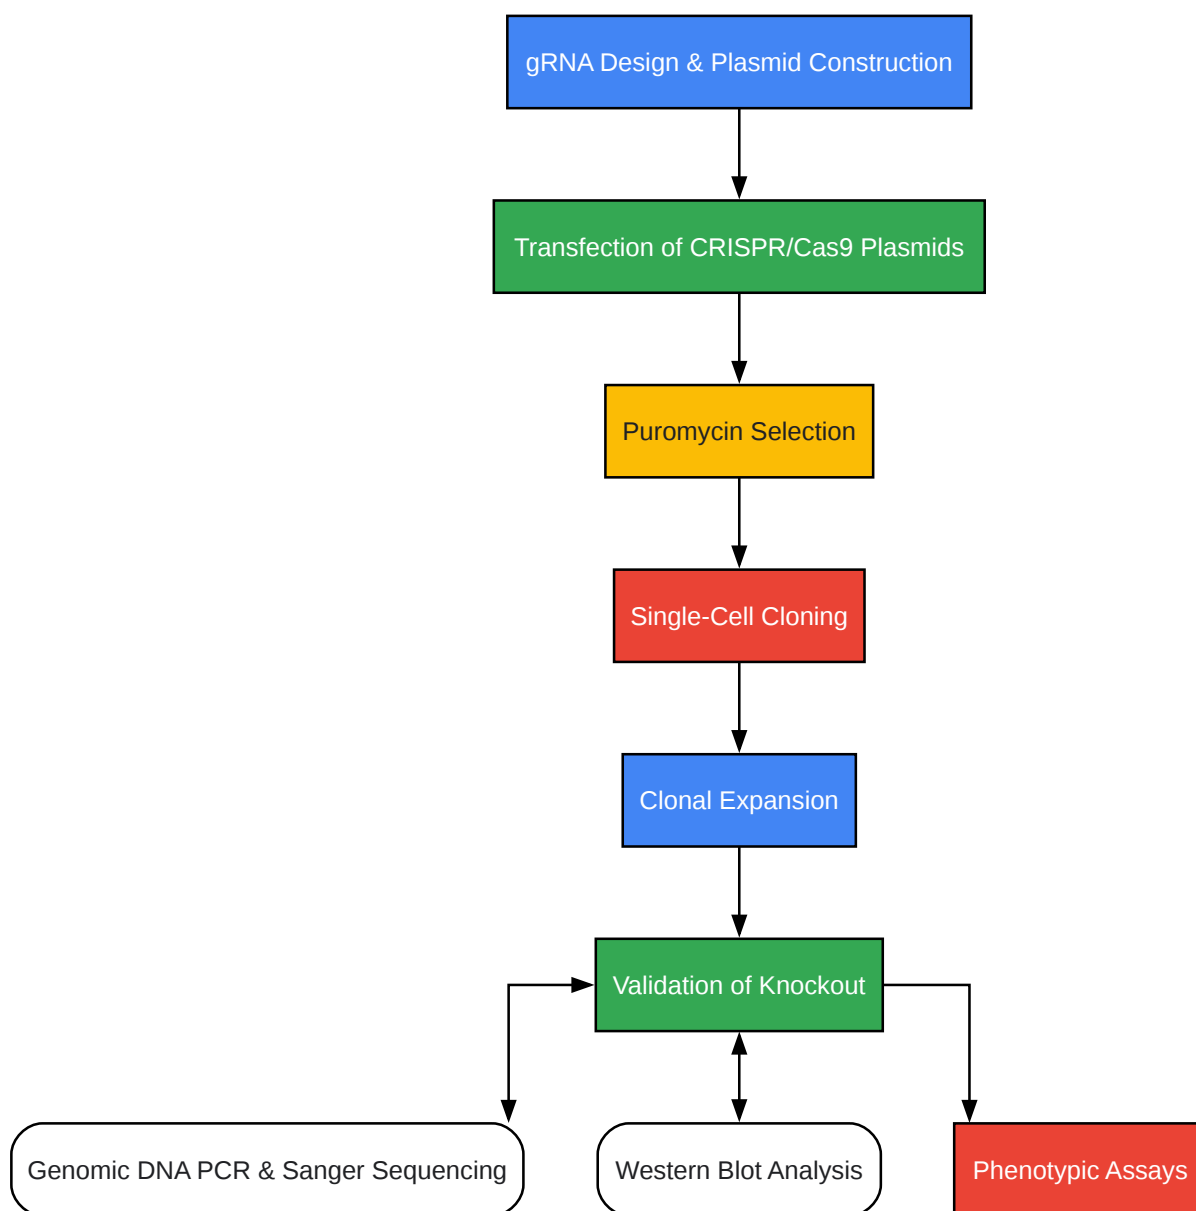 gRNA Design & Plasmid Construction
Transfection of CRISPR/Cas9 Plasmids
Puromycin Selection
Single-Cell Cloning
Clonal Expansion
Validation of Knockout
Genomic DNA PCR & Sanger Sequencing
Western Blot Analysis
Phenotypic Assays